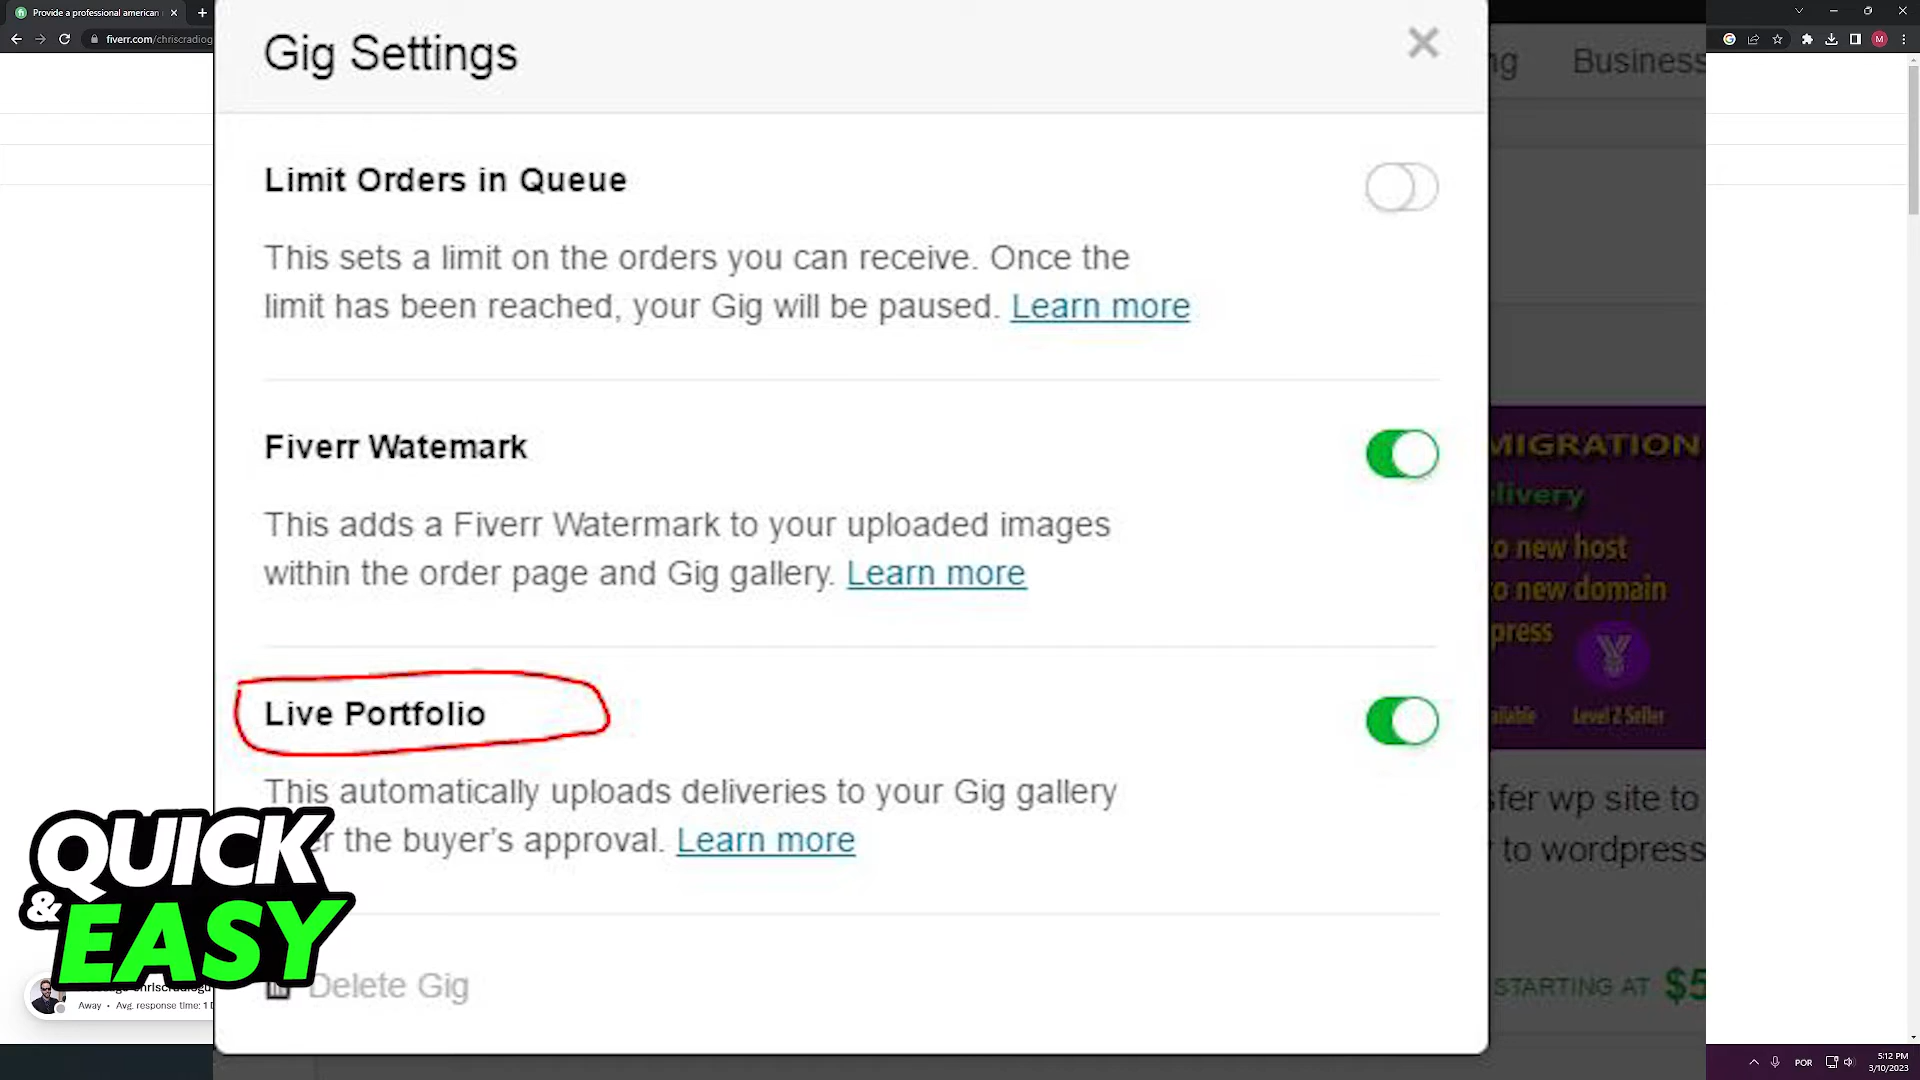 Provide a professional american
fiverr.com/chriscradiog
M
Gig Settings
Business
Limit Orders in Queue
This sets a limit on the orders you can receive. Once the
limit has been reached, your Gig will be paused. Learn more
Fiverr Watemark
This adds a Fiverr Watermark to your uploaded images
within the order page and Gig gallery. Learn more
MIGRATION
livery
o new host
o new domain
press
Level 2 Seller
Live Portfolio
This automatically uploads deliveries to your Gig gallery
er the buyer's approval. Learn more
sfer wp site to
to wordpress
QUICK
& EASY
Delete Gig
STARTING AT $5
Away • Avg. response time: 1
POR
5:12 PM
3/10/2023